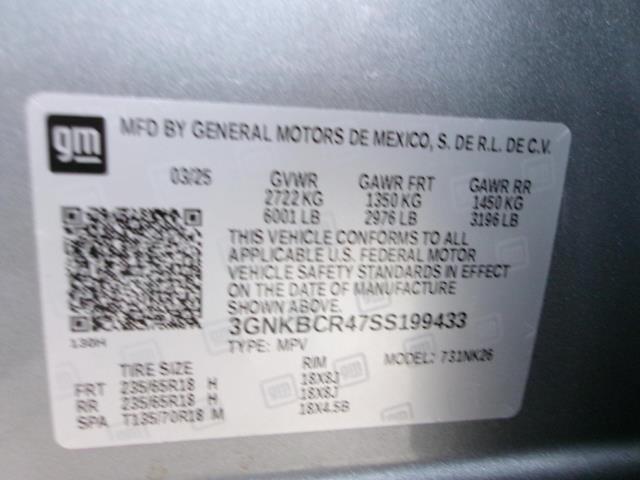 gm
MFD BY GENERAL MOTORS DE MEXICO, S. DE R.L. DE C.V.
03/25 GVWR GAWR FRT GAWR RR
2722 KG 1350 KG 1450 KG
6001 LB 2976 LB 3196 LB
THIS VEHICLE CONFORMS TO ALL
APPLICABLE U.S. FEDERAL MOTOR
VEHICLE SAFETY STANDARDS IN EFFECT
ON THE DATE OF MANUFACTURE
SHOWN ABOVE.
3GNKBCR47SS199433
130H TYPE: MPV MODEL: 731NK26
TIRE SIZE RIM
FRT 235/65R18 H 18X8J
RR 235/65R18 H 18X8J
SPA T135/70R18 M 18X4.5B